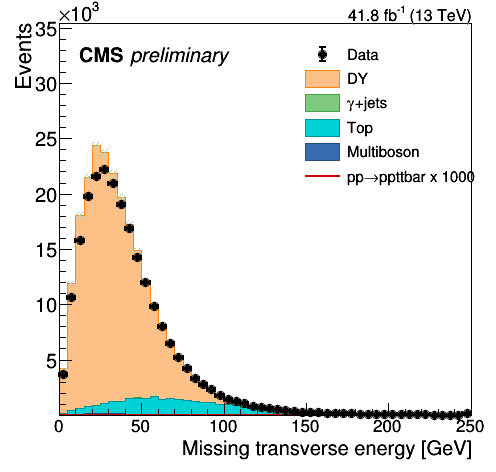 ×10³
41.8 fb⁻¹ (13 TeV)
Events
CMS preliminary
Data
DY
γ+jets
Top
Multiboson
pp→ppttbar x 1000
35
30
25
20
15
10
5
0
0 50 100 150 200 250
Missing transverse energy [GeV]